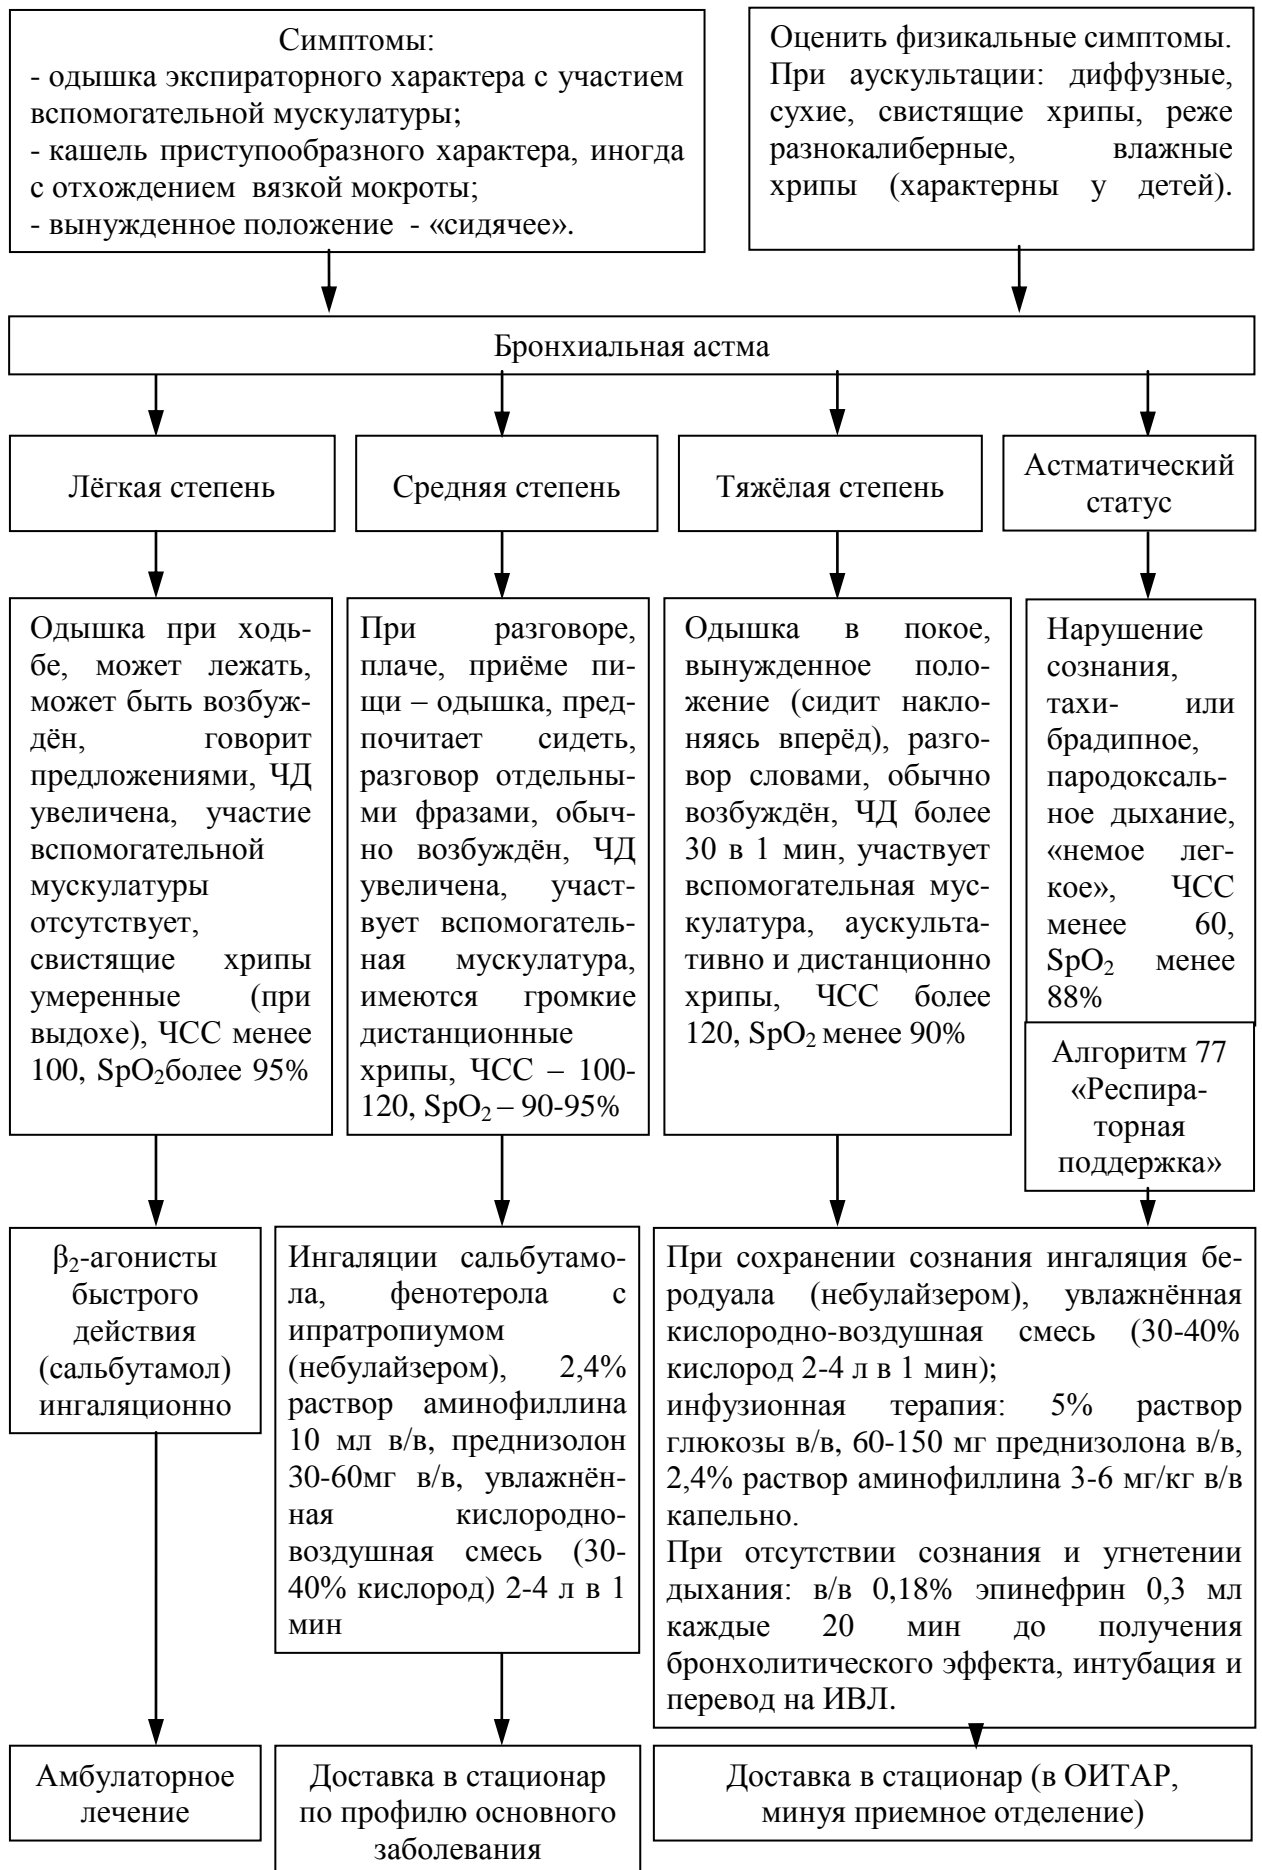 Симптомы:
- одышка экспираторного характера с участием
вспомогательной мускулатуры;
- кашель приступообразного характера, иногда
с отхождением вязкой мокроты;
- вынужденное положение - «сидячее».
Оценить физикальные симптомы.
При аускультации: диффузные,
сухие, свистящие хрипы, реже
разнокалиберные, влажные
хрипы (характерны у детей).
Бронхиальная астма
Лёгкая степень
Средняя степень
Тяжёлая степень
Астматический
статус
Одышка при ходь-
бе, может лежать,
может быть возбуж-
дён, говорит
предложениями, ЧД
увеличена, участие
вспомогательной
мускулатуры
отсутствует,
свистящие хрипы
умеренные (при
выдохе), ЧСС менее
100, SpO₂более 95%
При разговоре,
плаче, приёме пи-
щи – одышка, пред-
почитает сидеть,
разговор отдельны-
ми фразами, обыч-
но возбуждён, ЧД
увеличена, участ-
вует вспомогатель-
ная мускулатура,
имеются громкие
дистанционные
хрипы, ЧСС – 100-
120, SpO₂ – 90-95%
Одышка в покое,
вынужденное поло-
жение (сидит накло-
няясь вперёд), разго-
вор словами, обычно
возбуждён, ЧД более
30 в 1 мин, участвует
вспомогательная мус-
кулатура, аускульта-
тивно и дистанционно
хрипы, ЧСС более
120, SpO₂ менее 90%
Нарушение
сознания,
тахи- или
брадипное,
пародоксаль-
ное дыхание,
«немое лег-
кое», ЧСС
менее 60,
SpO₂ менее
88%
Алгоритм 77
«Респира-
торная
поддержка»
β₂-агонисты
быстрого
действия
(сальбутамол)
ингаляционно
Ингаляции сальбутамо-
ла, фенотерола с
ипратропиумом
(небулайзером), 2,4%
раствор аминофиллина
10 мл в/в, преднизолон
30-60мг в/в, увлажнён-
ная кислородно-
воздушная смесь (30-
40% кислород) 2-4 л в 1
мин
При сохранении сознания ингаляция бе-
родуала (небулайзером), увлажнённая
кислородно-воздушная смесь (30-40%
кислород 2-4 л в 1 мин);
инфузионная терапия: 5% раствор
глюкозы в/в, 60-150 мг преднизолона в/в,
2,4% раствор аминофиллина 3-6 мг/кг в/в
капельно.
При отсутствии сознания и угнетении
дыхания: в/в 0,18% эпинефрин 0,3 мл
каждые 20 мин до получения
бронхолитического эффекта, интубация и
перевод на ИВЛ.
Амбулаторное
лечение
Доставка в стационар
по профилю основного
заболевания
Доставка в стационар (в ОИТАР,
минуя приемное отделение)